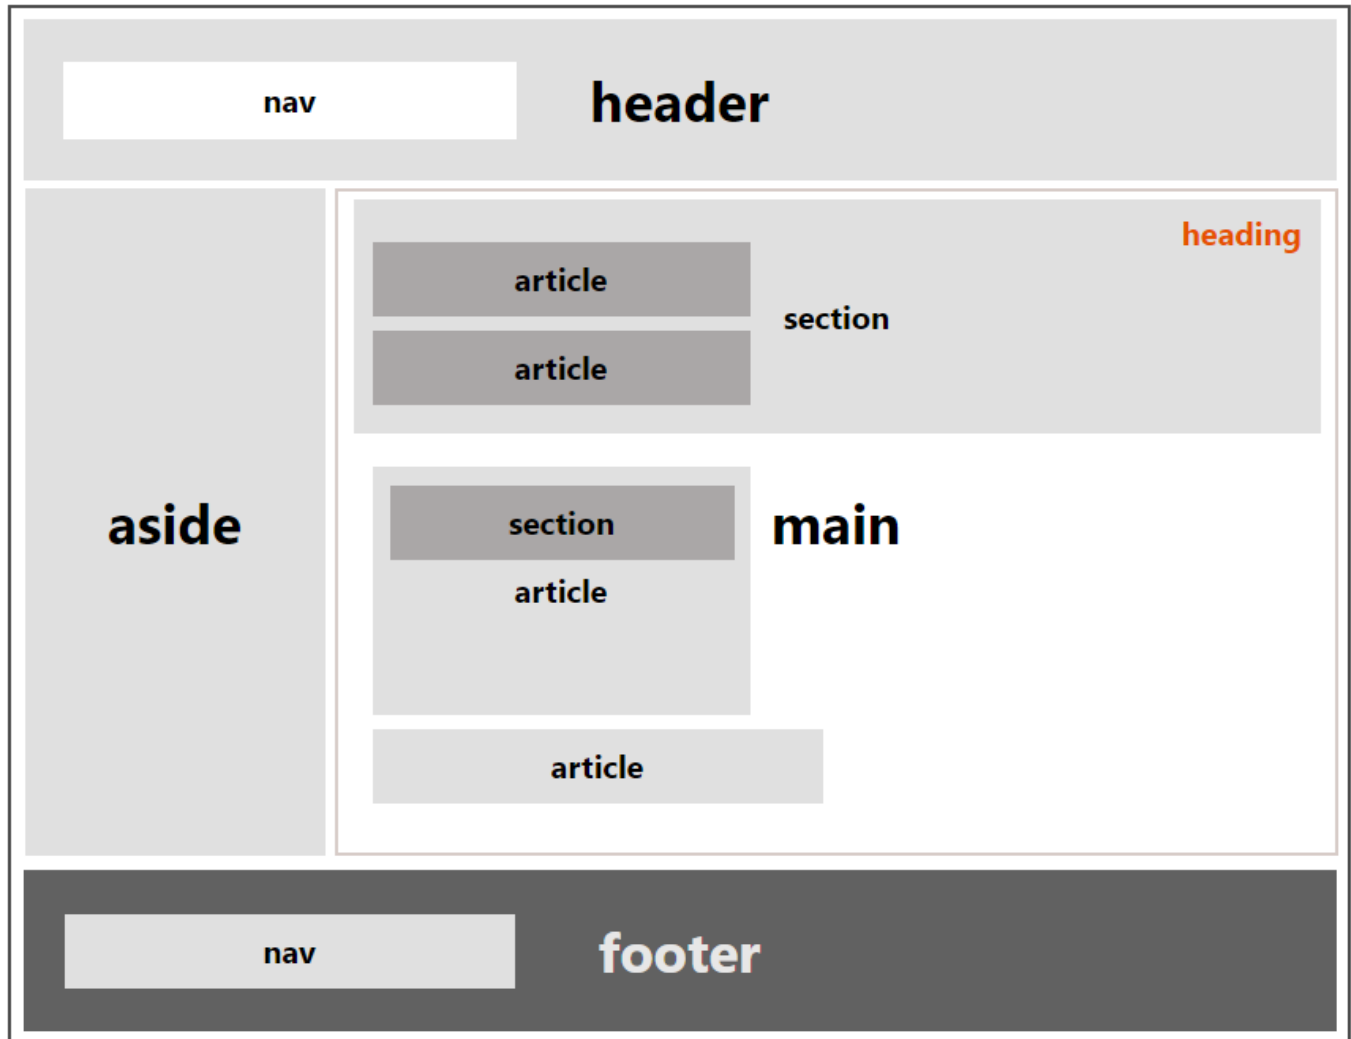 nav
header
heading
article
section
article
aside
section
main
article
article
nav
footer